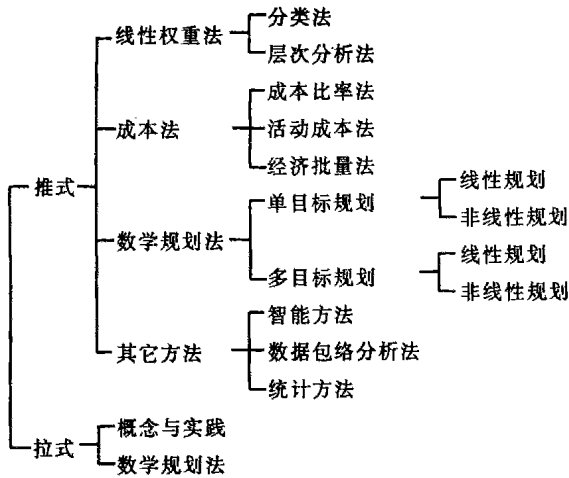 推式
线性权重法
分类法
层次分析法
成本法
成本比率法
活动成本法
经济批量法
数学规划法
单目标规划
线性规划
非线性规划
多目标规划
线性规划
非线性规划
其它方法
智能方法
数据包络分析法
统计方法
拉式
概念与实践
数学规划法